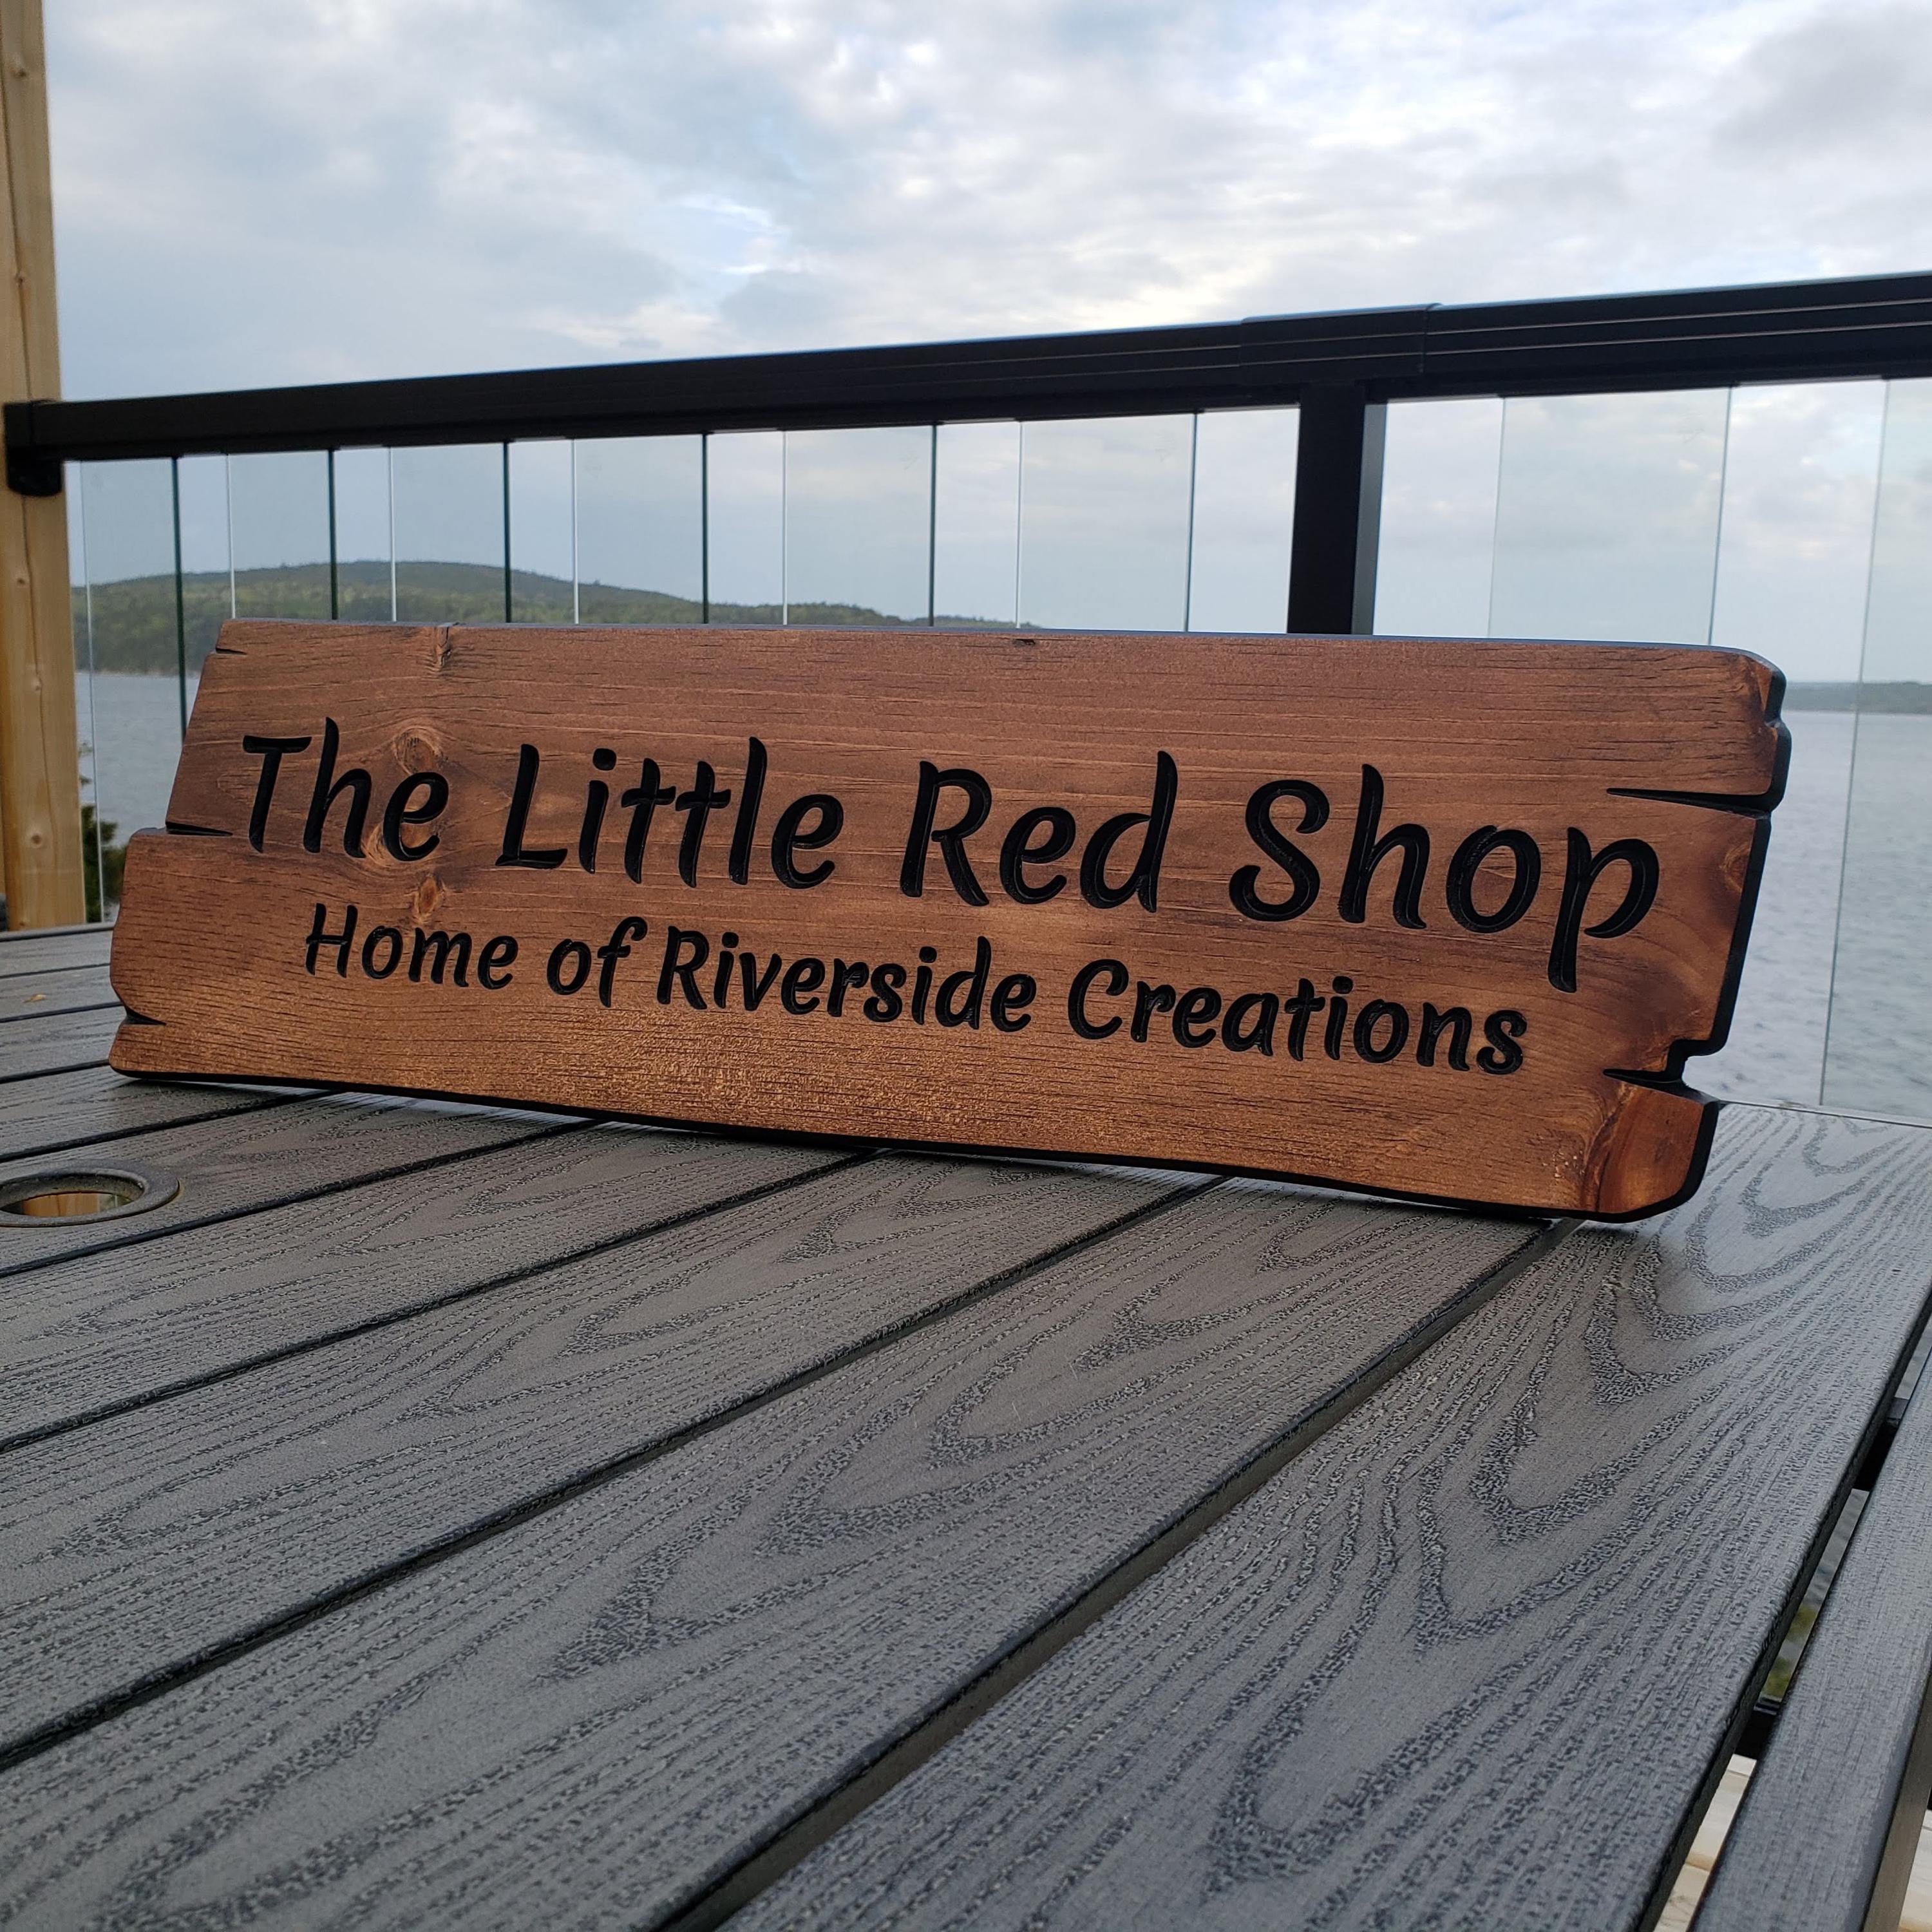 The Little Red Shop
Home of Riverside Creations